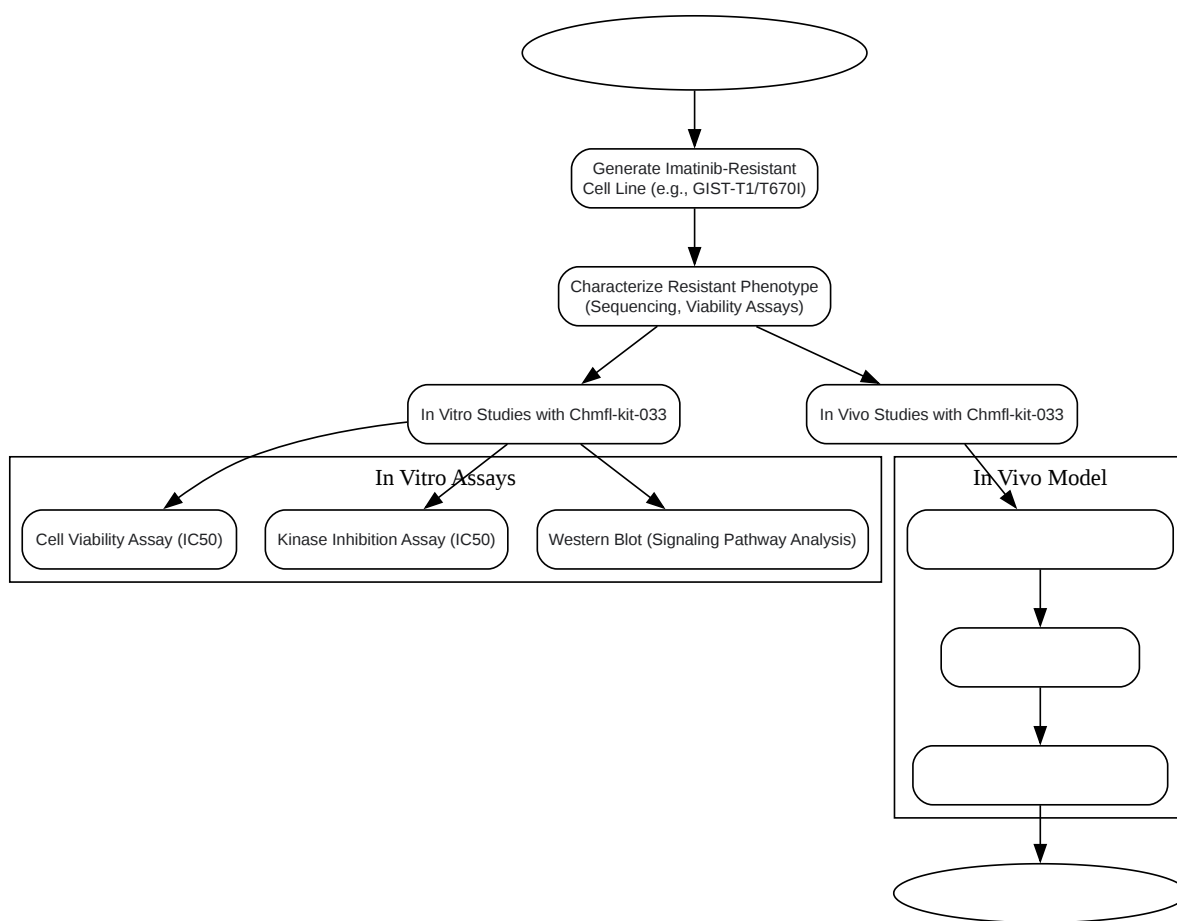 Generate Imatinib-Resistant
Cell Line (e.g., GIST-T1/T670I)
Characterize Resistant Phenotype
(Sequencing, Viability Assays)
In Vitro Studies with Chmfl-kit-033
In Vivo Studies with Chmfl-kit-033
In Vitro Assays
In Vivo Model
Cell Viability Assay (IC50)
Kinase Inhibition Assay (IC50)
Western Blot (Signaling Pathway Analysis)